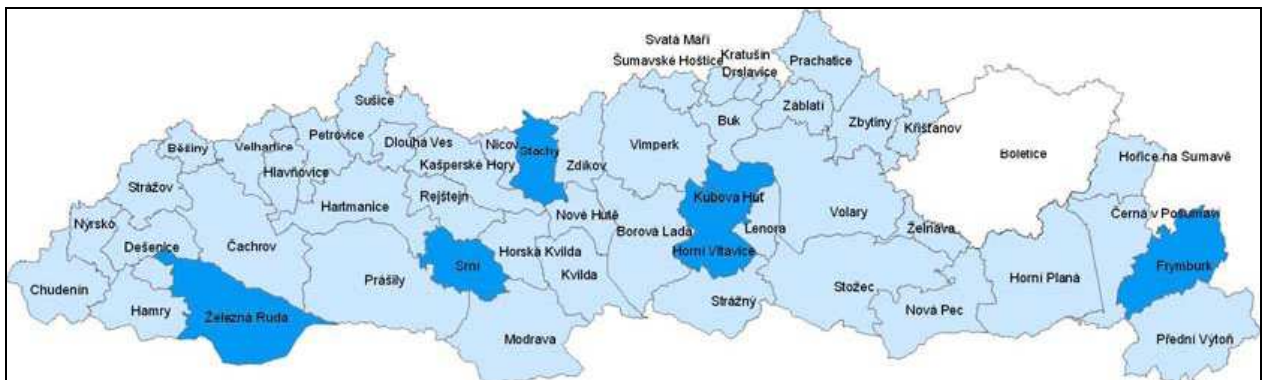 Svatá Maří
Šumavské Hoštice
Kratušín
Drslavice
Prachatice
Sušice
Petrovice
Velhartice
Běšiny
Dlouhá Ves
Nicov
Stachy
Zdíkov
Vimperk
Buk
Záblatí
Zbytiny
Křišťanov
Boletice
Hořice na Šumavě
Hlavňovice
Kašperské Hory
Strážov
Hartmanice
Rejštejn
Nové Hutě
Kubova Huť
Volary
Nýrsko
Dešenice
Čachrov
Borová Lada
Lenora
Želnava
Černá v Pošumaví
Srní
Horská Kvilda
Horní Vltavice
Frymburk
Chudenín
Prášily
Kvilda
Stožec
Horní Planá
Hamry
Železná Ruda
Strážný
Nová Pec
Modrava
Přední Výtoň